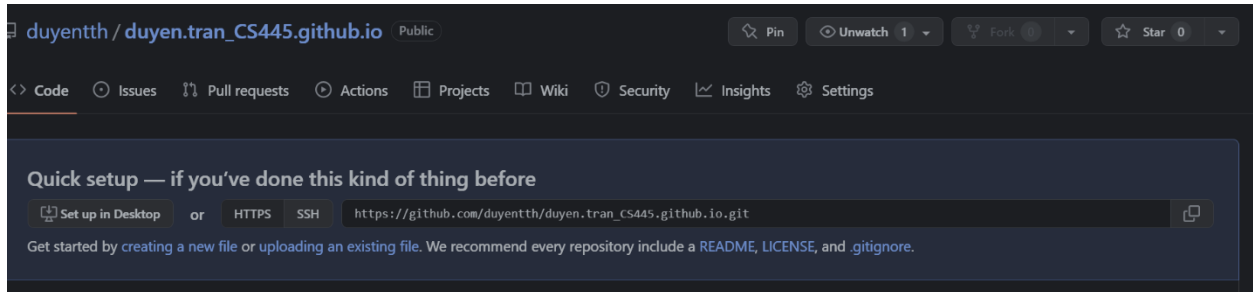 duyentth / duyen.tran_CS445.github.io Public Pin Unwatch 1 Fork 0 Star 0
Code Issues Pull requests Actions Projects Wiki Security Insights Settings
Quick setup — if you've done this kind of thing before
Set up in Desktop or HTTPS SSH https://github.com/duyentth/duyen.tran_CS445.github.io.git
Get started by creating a new file or uploading an existing file. We recommend every repository include a README, LICENSE, and .gitignore.